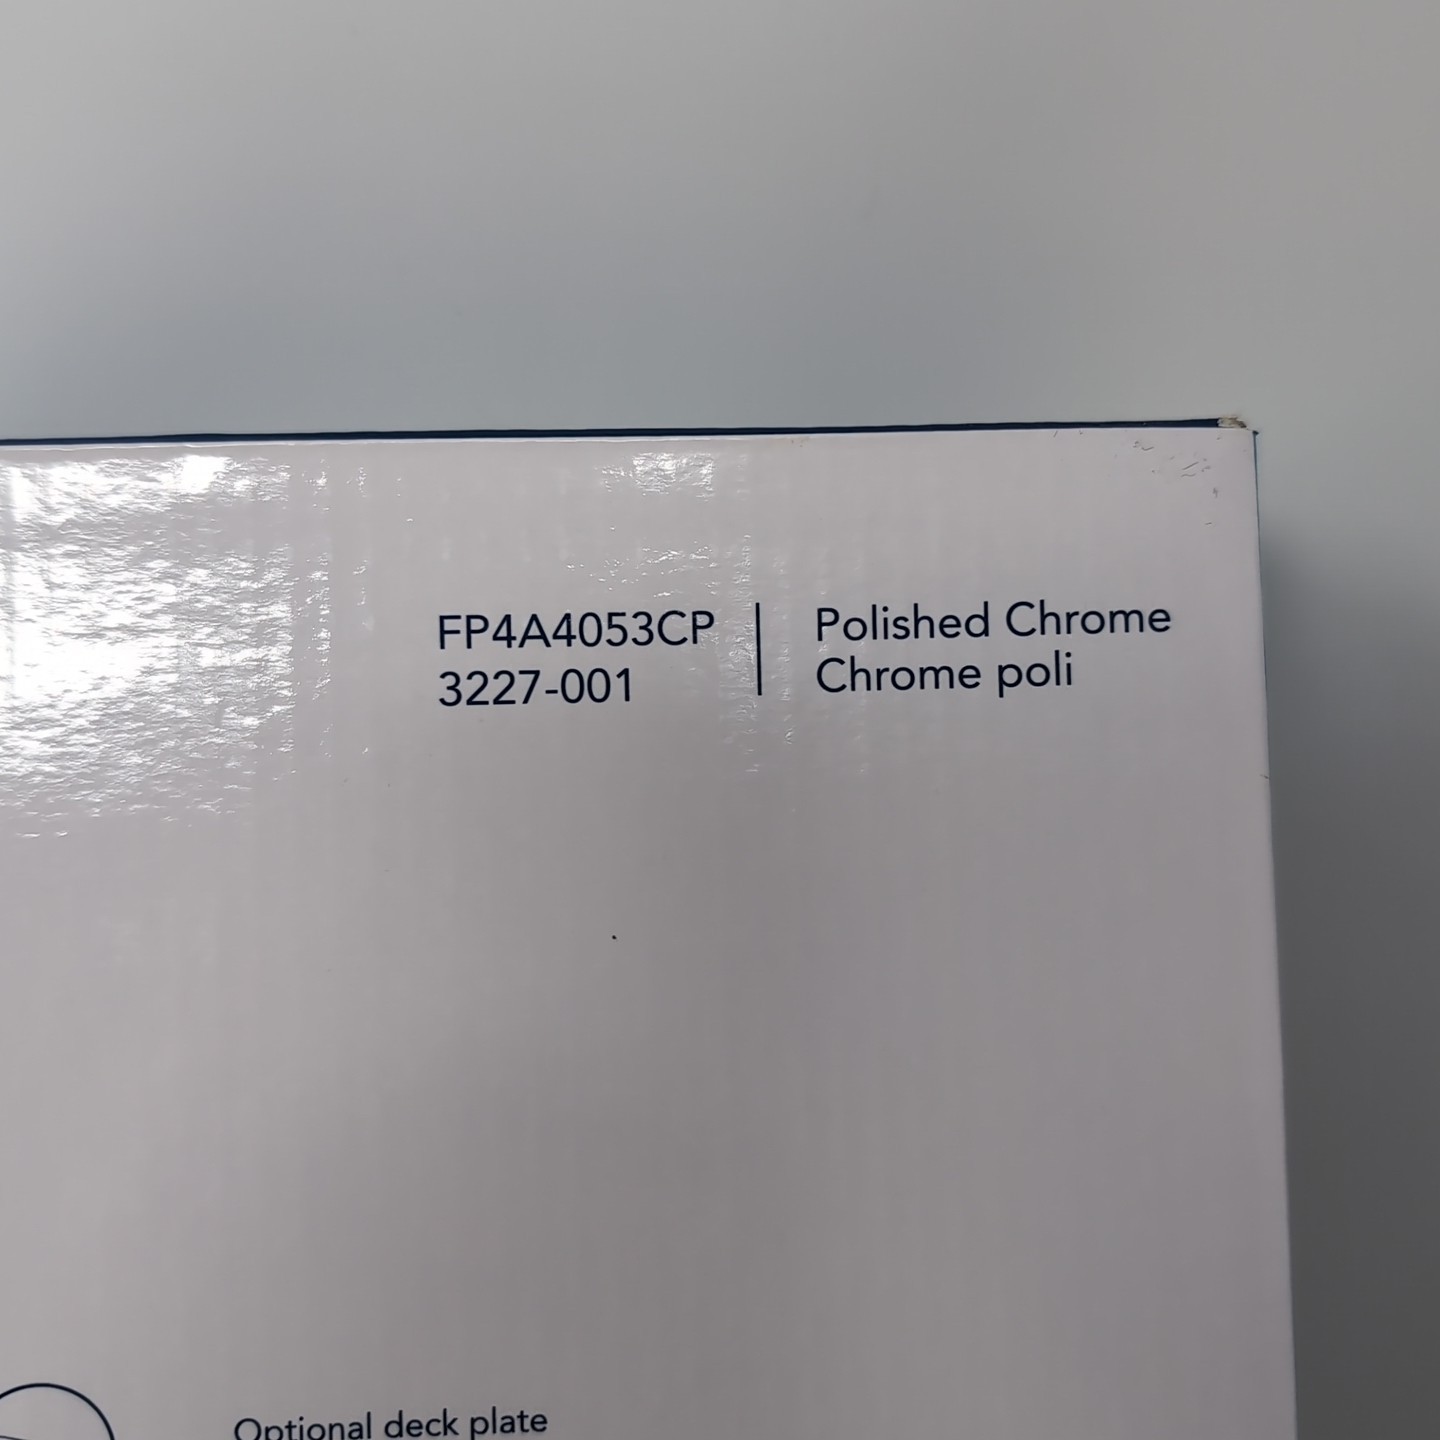 FP4A4053CP
3227-001
Polished Chrome
Chrome poli
Optional deck plate